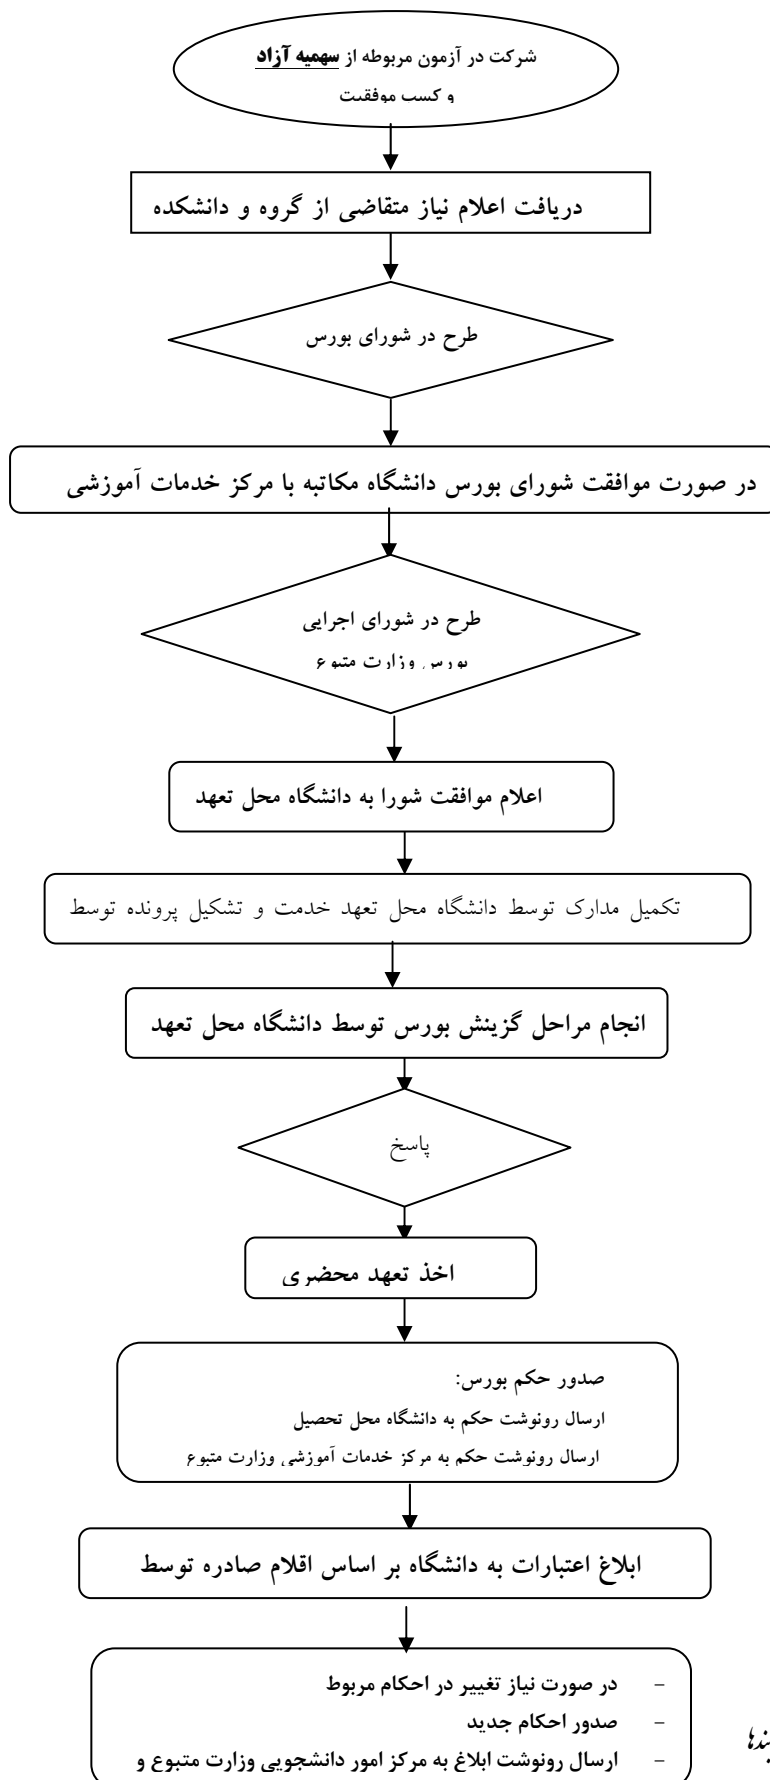 شرکت در آزمون مربوطه از سهمیه آزاد
و کسب موفقیت
دریافت اعلام نیاز متقاضی از گروه و دانشکده
طرح در شورای بورس
در صورت موافقت شورای بورس دانشگاه مکاتبه با مرکز خدمات آموزشی
طرح در شورای اجرایی
بورس وزارت متبوع
اعلام موافقت شورا به دانشگاه محل تعهد
تکمیل مدارک توسط دانشگاه محل تعهد خدمت و تشکیل پرونده توسط
انجام مراحل گزینش بورس توسط دانشگاه محل تعهد
پاسخ
اخذ تعهد محضری
صدور حکم بورس:
ارسال رونوشت حکم به دانشگاه محل تحصیل
ارسال رونوشت حکم به مرکز خدمات آموزشی وزارت متبوع
ابلاغ اعتبارات به دانشگاه بر اساس اقلام صادره توسط
- در صورت نیاز تغییر در احکام مربوط
- صدور احکام جدید
- ارسال رونوشت ابلاغ به مرکز امور دانشجویی وزارت متبوع و